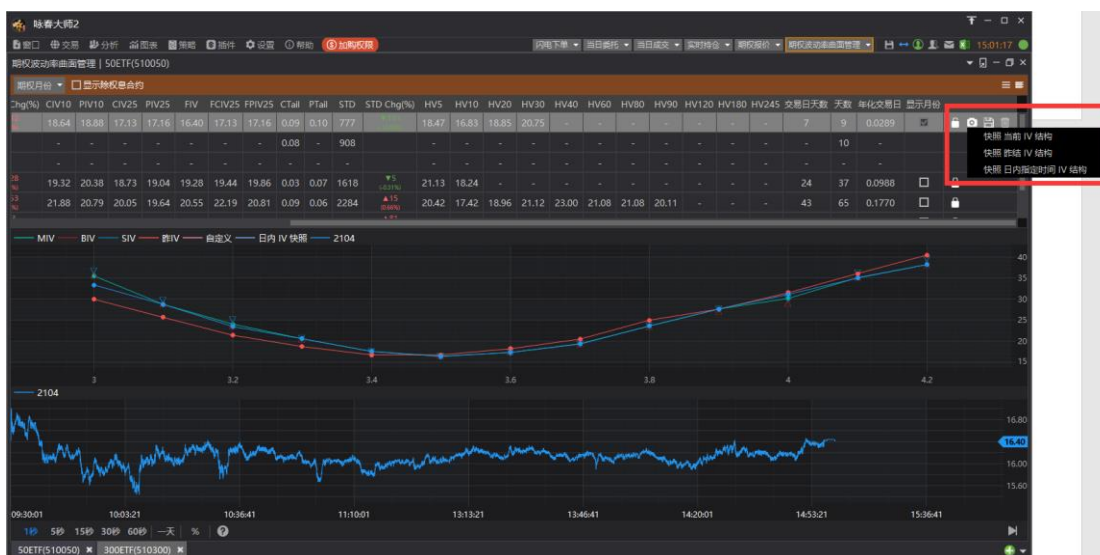 咏春大师2
窗口 交易 分析 图表 策略 插件 设置 帮助 加购权限 闪电下单 当日委托 当日成交 实时持仓 期权报价 期权波动率曲面管理 15:01:17
期权波动率曲面管理 | 50ETF(510050)
期权月份 显示除权息合约
Chg(%) CIV10 PIV10 CIV25 PIV25 FIV FCIV25 FPIV25 CTail PTail STD STD Chg(%) HV5 HV10 HV20 HV30 HV40 HV60 HV80 HV90 HV120 HV180 HV245 交易日天数 天数 年化交易日 显示月份
18.64 18.88 17.13 17.16 16.40 17.13 17.16 0.09 0.10 777 18.47 16.83 18.85 20.75 - - - - - - - 7 9 0.0289
快照 当前 IV 结构
- - - - - - - 0.08 - 908 - - - - - - - - - - - - 10 -
快照 昨结 IV 结构
快照 日内指定时间 IV 结构
19.32 20.38 18.73 19.04 19.28 19.44 19.86 0.03 0.07 1618 ▼5 (-0.31%) 21.13 18.24 - - - - - - - - - 24 37 0.0988
21.88 20.79 20.05 19.64 20.55 22.19 20.81 0.09 0.06 2284 ▲15 (0.66%) 20.42 17.42 18.96 21.12 23.00 21.08 21.08 20.11 - - - 43 65 0.1770
MIV BIV SIV 昨IV 自定义 日内 IV 快照 2104
40
35
30
25
20
15
3 3.2 3.4 3.6 3.8 4 4.2
2104
16.80
16.40
16.00
15.60
09:30:01 10:03:21 10:36:41 11:10:01 13:13:21 13:46:41 14:20:01 14:53:21 15:36:41
1秒 5秒 15秒 30秒 60秒 一天 %
50ETF(510050) 300ETF(510300)